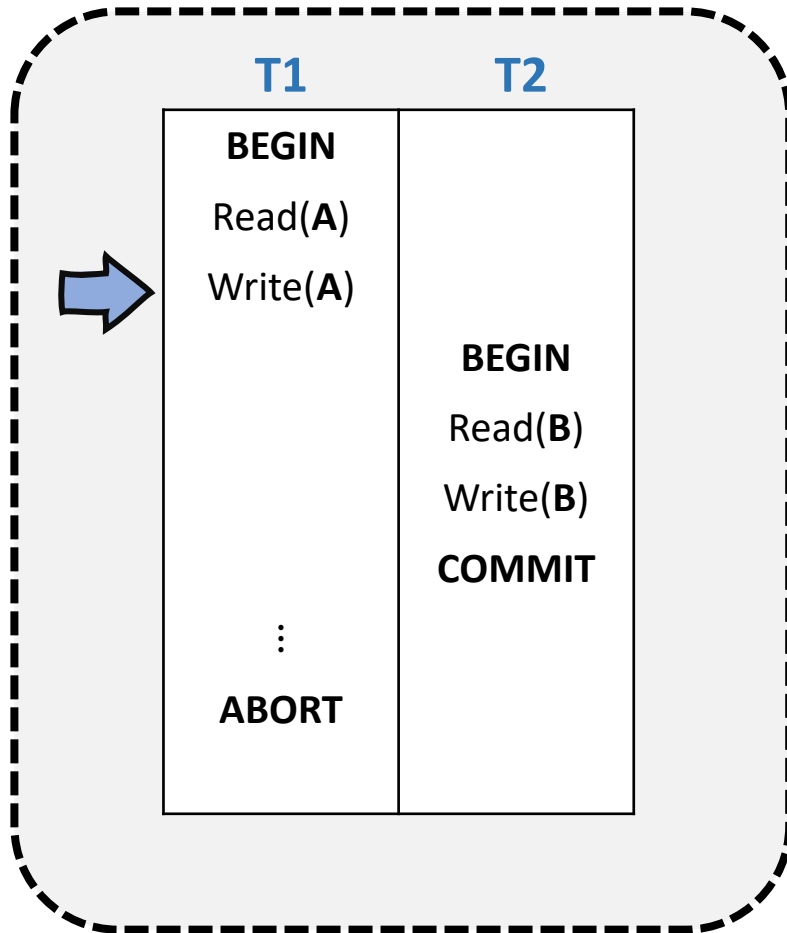 T1 T2
BEGIN
Read(A)
Write(A)
BEGIN
Read(B)
Write(B)
COMMIT
⋮
ABORT